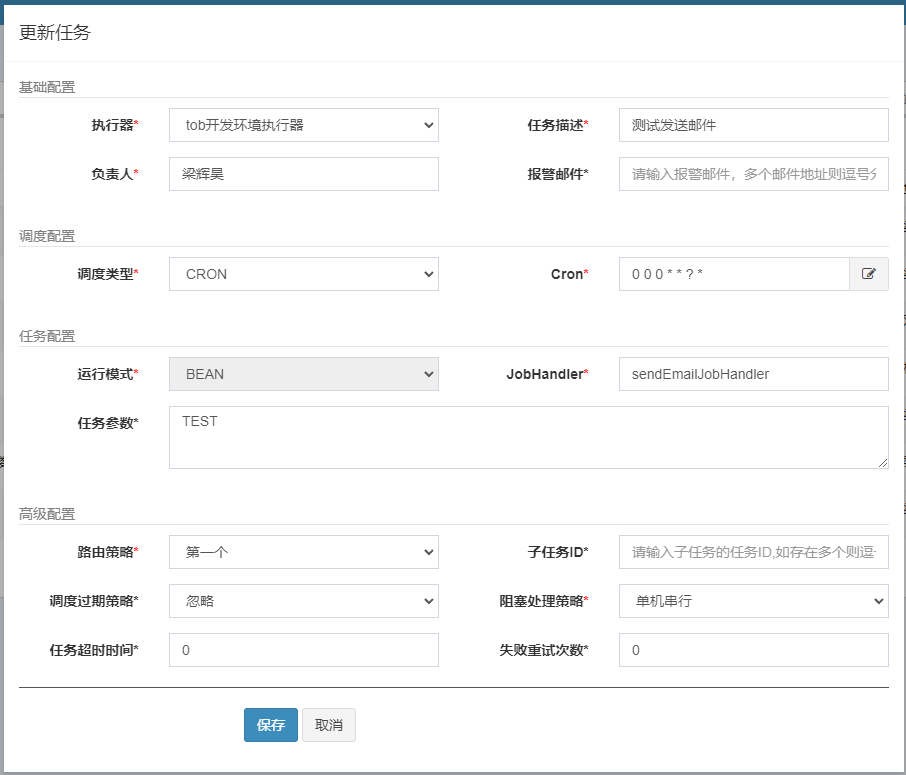 更新任务
基础配置
执行器* tob开发环境执行器 任务描述* 测试发送邮件
负责人* 梁辉昊 报警邮件* 请输入报警邮件，多个邮件地址则逗号分
调度配置
调度类型* CRON Cron* 0 0 0 * * ? *
任务配置
运行模式* BEAN JobHandler* sendEmailJobHandler
任务参数* TEST
高级配置
路由策略* 第一个 子任务ID* 请输入子任务的任务ID,如存在多个则逗
调度过期策略* 忽略 阻塞处理策略* 单机串行
任务超时时间* 0 失败重试次数* 0
保存 取消